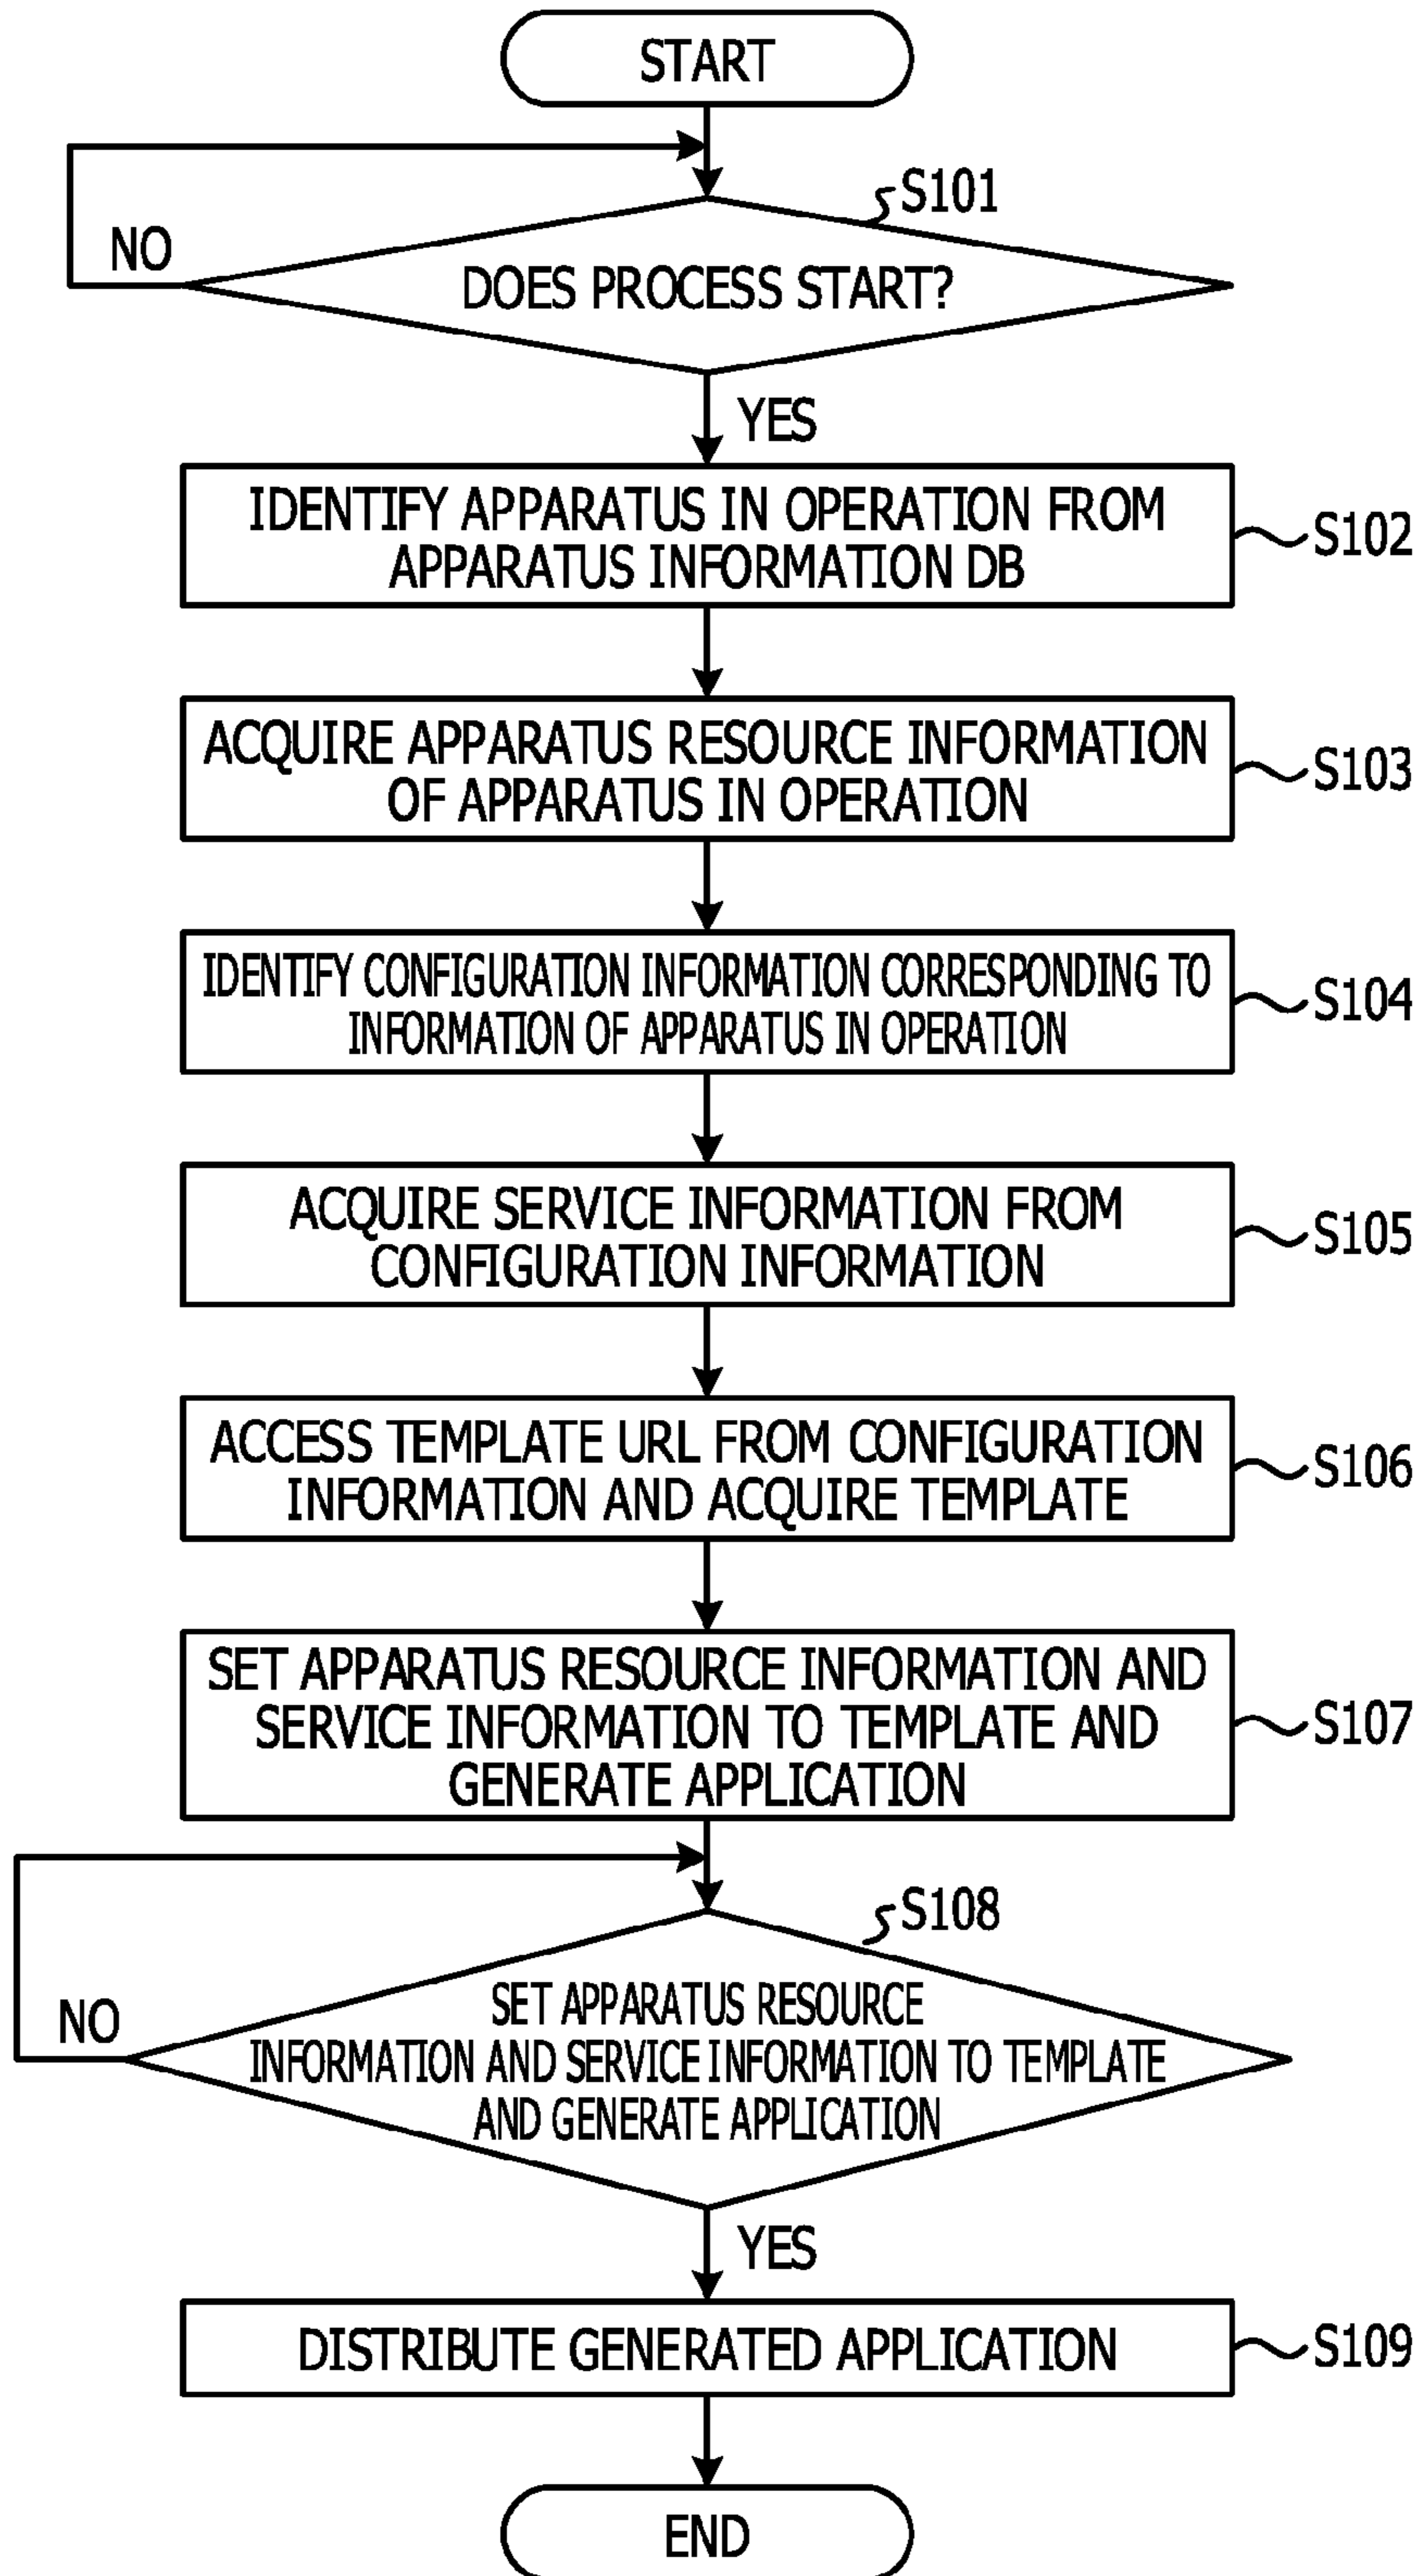 START
S101
NO
DOES PROCESS START?
YES
IDENTIFY APPARATUS IN OPERATION FROM
APPARATUS INFORMATION DB
S102
ACQUIRE APPARATUS RESOURCE INFORMATION
OF APPARATUS IN OPERATION
S103
IDENTIFY CONFIGURATION INFORMATION CORRESPONDING TO
INFORMATION OF APPARATUS IN OPERATION
S104
ACQUIRE SERVICE INFORMATION FROM
CONFIGURATION INFORMATION
S105
ACCESS TEMPLATE URL FROM CONFIGURATION
INFORMATION AND ACQUIRE TEMPLATE
S106
SET APPARATUS RESOURCE INFORMATION AND
SERVICE INFORMATION TO TEMPLATE AND
GENERATE APPLICATION
S107
S108
NO
SET APPARATUS RESOURCE
INFORMATION AND SERVICE INFORMATION TO TEMPLATE
AND GENERATE APPLICATION
YES
DISTRIBUTE GENERATED APPLICATION
S109
END